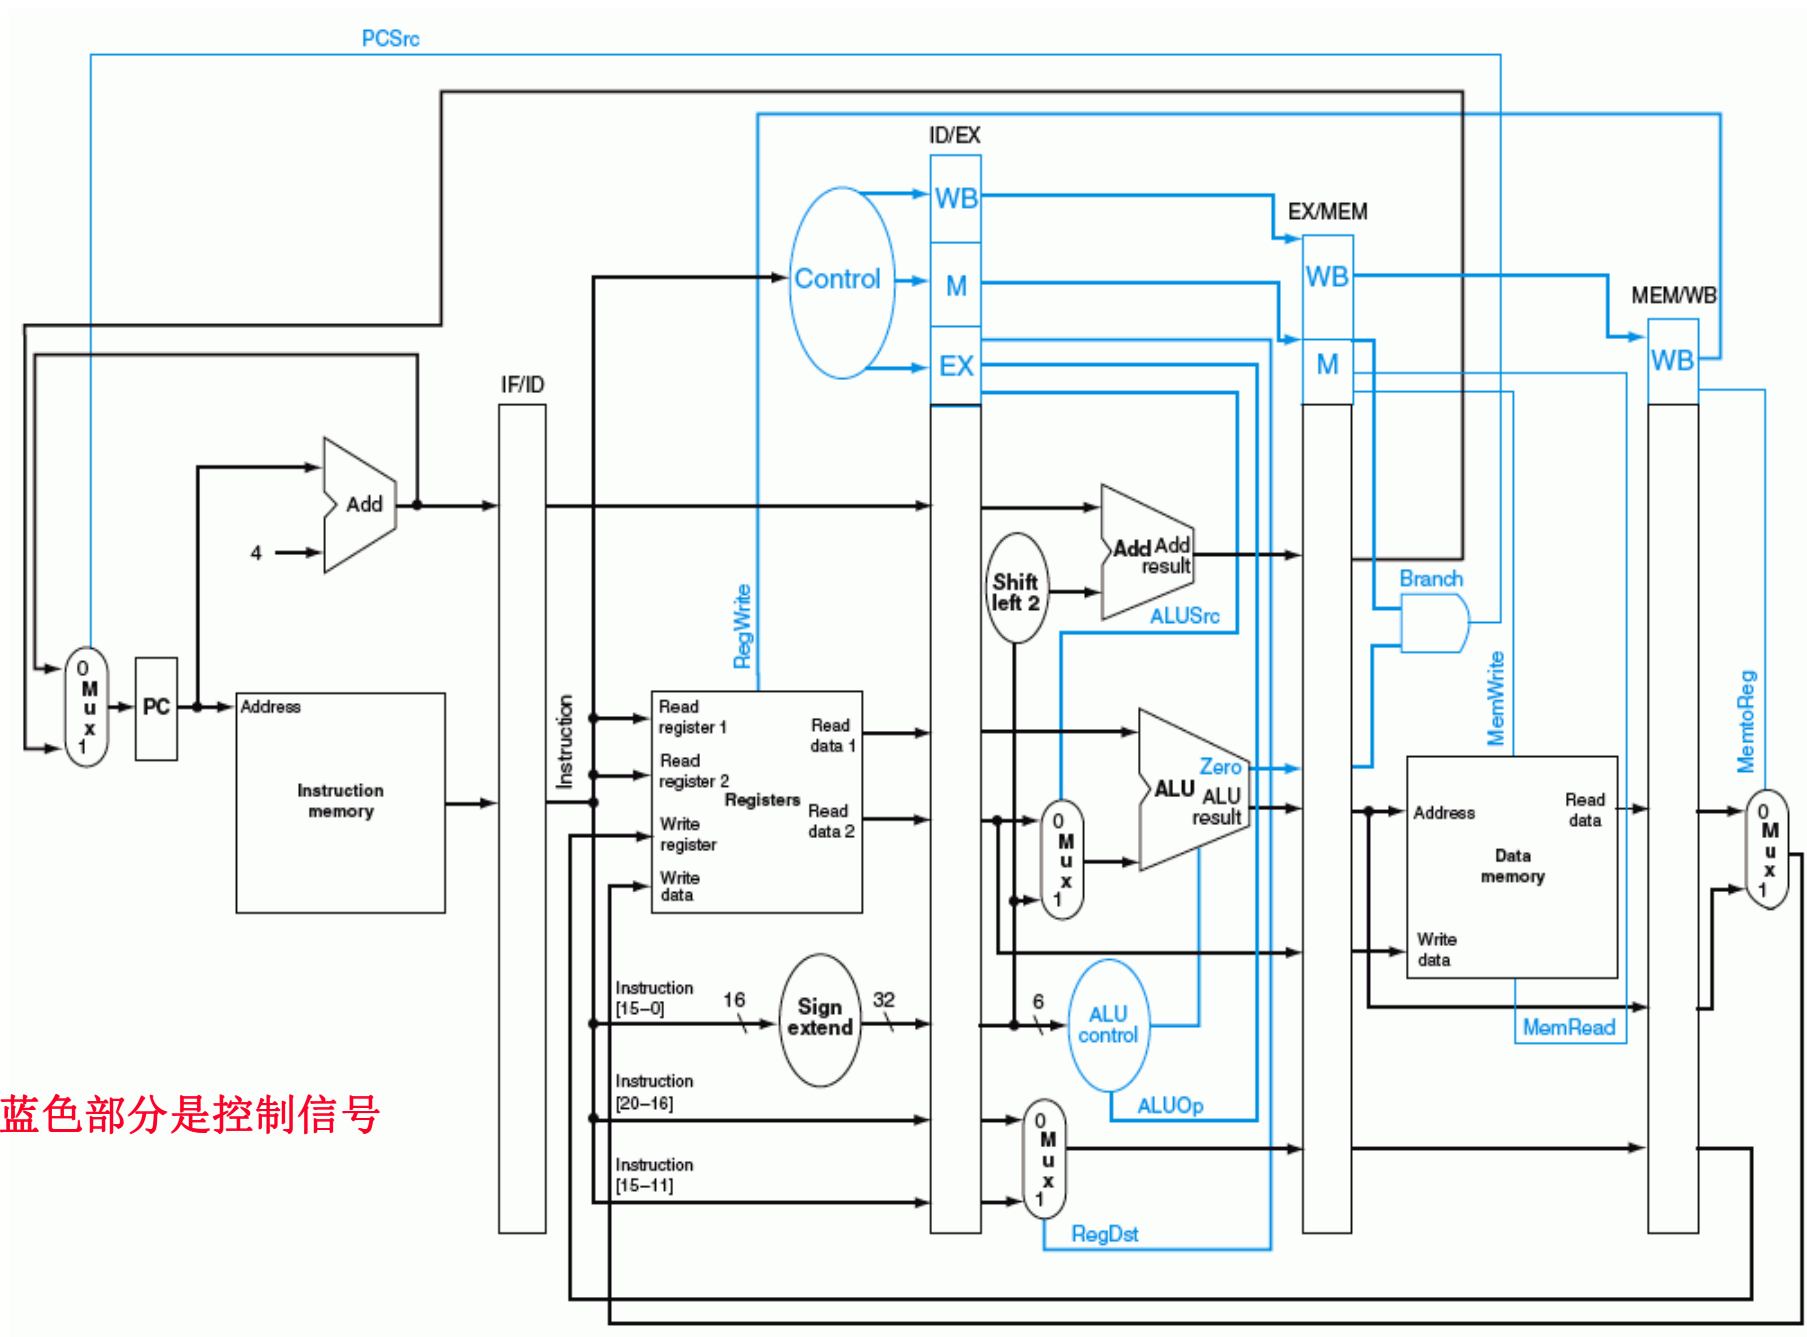 PCSrc
ID/EX
WB
EX/MEM
Control
M
WB
MEM/WB
EX
M
WB
IF/ID
Add
4
Add Add
result
Shift
left 2
ALUSrc
Branch
RegWrite
MemWrite
MemtoReg
0
M
u
x
1
PC
Address
Instruction
memory
Instruction
Read
register 1
Read
register 2
Write
register
Write
data
Registers
Read
data 1
Read
data 2
0
M
u
x
1
Zero
ALU
ALU
result
Address
Read
data
Data
memory
Write
data
0
M
u
x
1
MemRead
Instruction
[15–0]
16
Sign
extend
32
6
ALU
control
ALUOp
Instruction
[20–16]
Instruction
[15–11]
0
M
u
x
1
RegDst
蓝色部分是控制信号